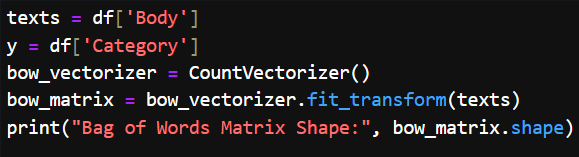 texts = df['Body']
y = df['Category']
bow_vectorizer = CountVectorizer()
bow_matrix = bow_vectorizer.fit_transform(texts)
print("Bag of Words Matrix Shape:", bow_matrix.shape)